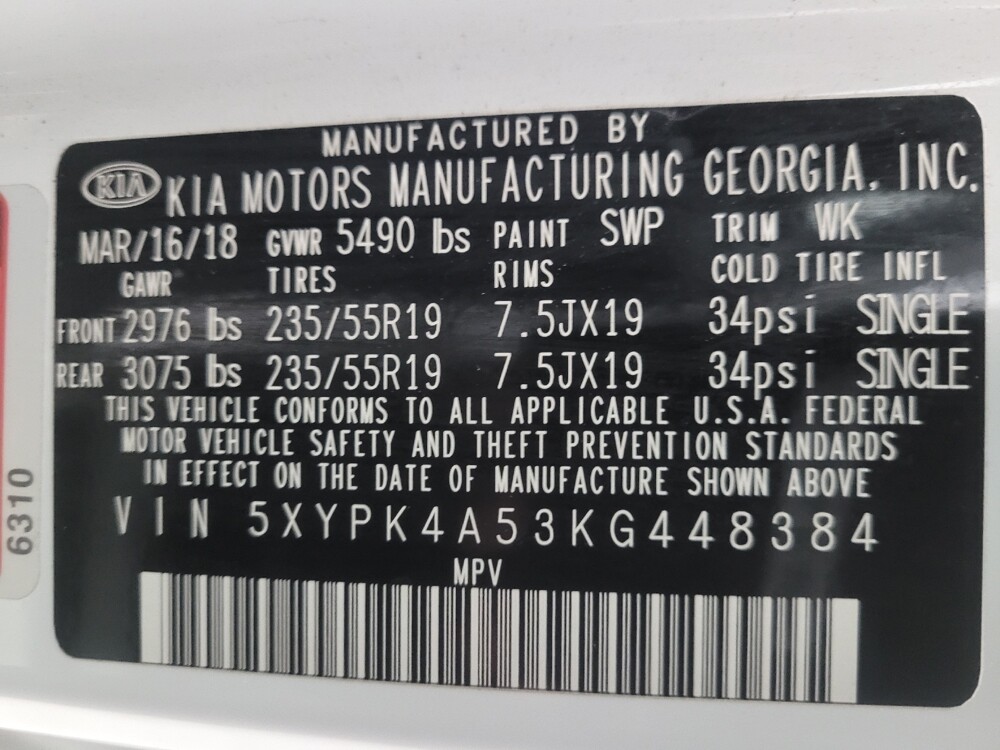 MANUFACTURED BY
KIA KIA MOTORS MANUFACTURING GEORGIA, INC.
MAR/16/18 GVWR 5490 lbs PAINT SWP TRIM WK
GAWR TIRES RIMS COLD TIRE INFL
FRONT 2976 lbs 235/55R19 7.5JX19 34psi SINGLE
REAR 3075 lbs 235/55R19 7.5JX19 34psi SINGLE
THIS VEHICLE CONFORMS TO ALL APPLICABLE U.S.A. FEDERAL
MOTOR VEHICLE SAFETY AND THEFT PREVENTION STANDARDS
IN EFFECT ON THE DATE OF MANUFACTURE SHOWN ABOVE
VIN 5XYPK4A53KG448384
MPV
6310